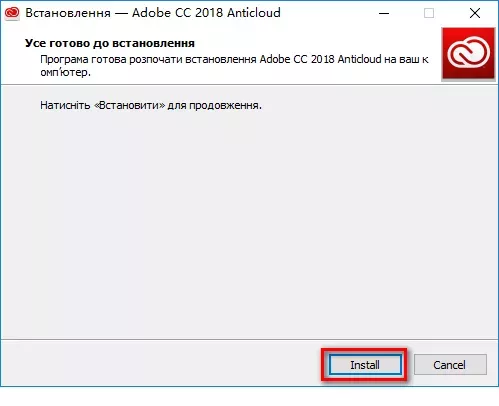 Встановлення — Adobe CC 2018 Anticloud
Усе готово до встановлення
Програма готова розпочати встановлення Adobe CC 2018 Anticloud на ваш к
омп'ютер.
Натисніть «Встановити» для продовження.
Install
Cancel